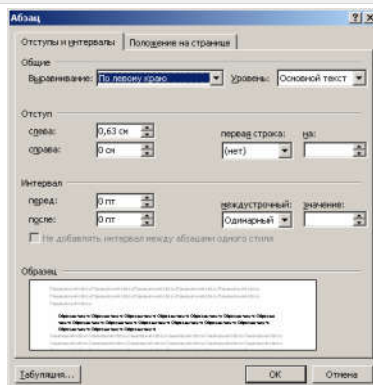 Абзац
Отступы и интервалы Положение на странице
Общие
Выравнивание: По левому краю Уровень: Основной текст
Отступ
слева: 0,63 см первая строка: на:
справа: 0 см (нет)
Интервал
перед: 0 пт междустрочный: значение:
после: 0 пт Одинарный
Не добавлять интервал между абзацами одного стиля
Образец
Табуляция... ОК Отмена